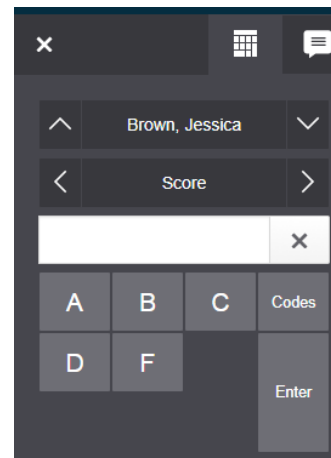 Brown, Jessica
Score
A B C Codes
D F
Enter